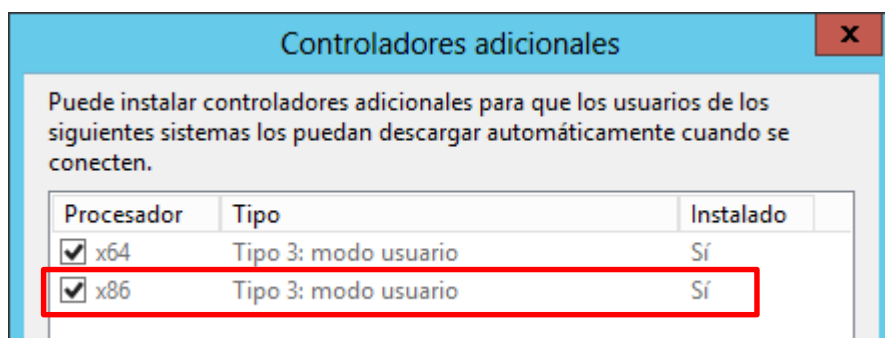 Controladores adicionales
x
Puede instalar controladores adicionales para que los usuarios de los
siguientes sistemas los puedan descargar automáticamente cuando se
conecten.
Procesador Tipo Instalado
x64 Tipo 3: modo usuario Sí
x86 Tipo 3: modo usuario Sí